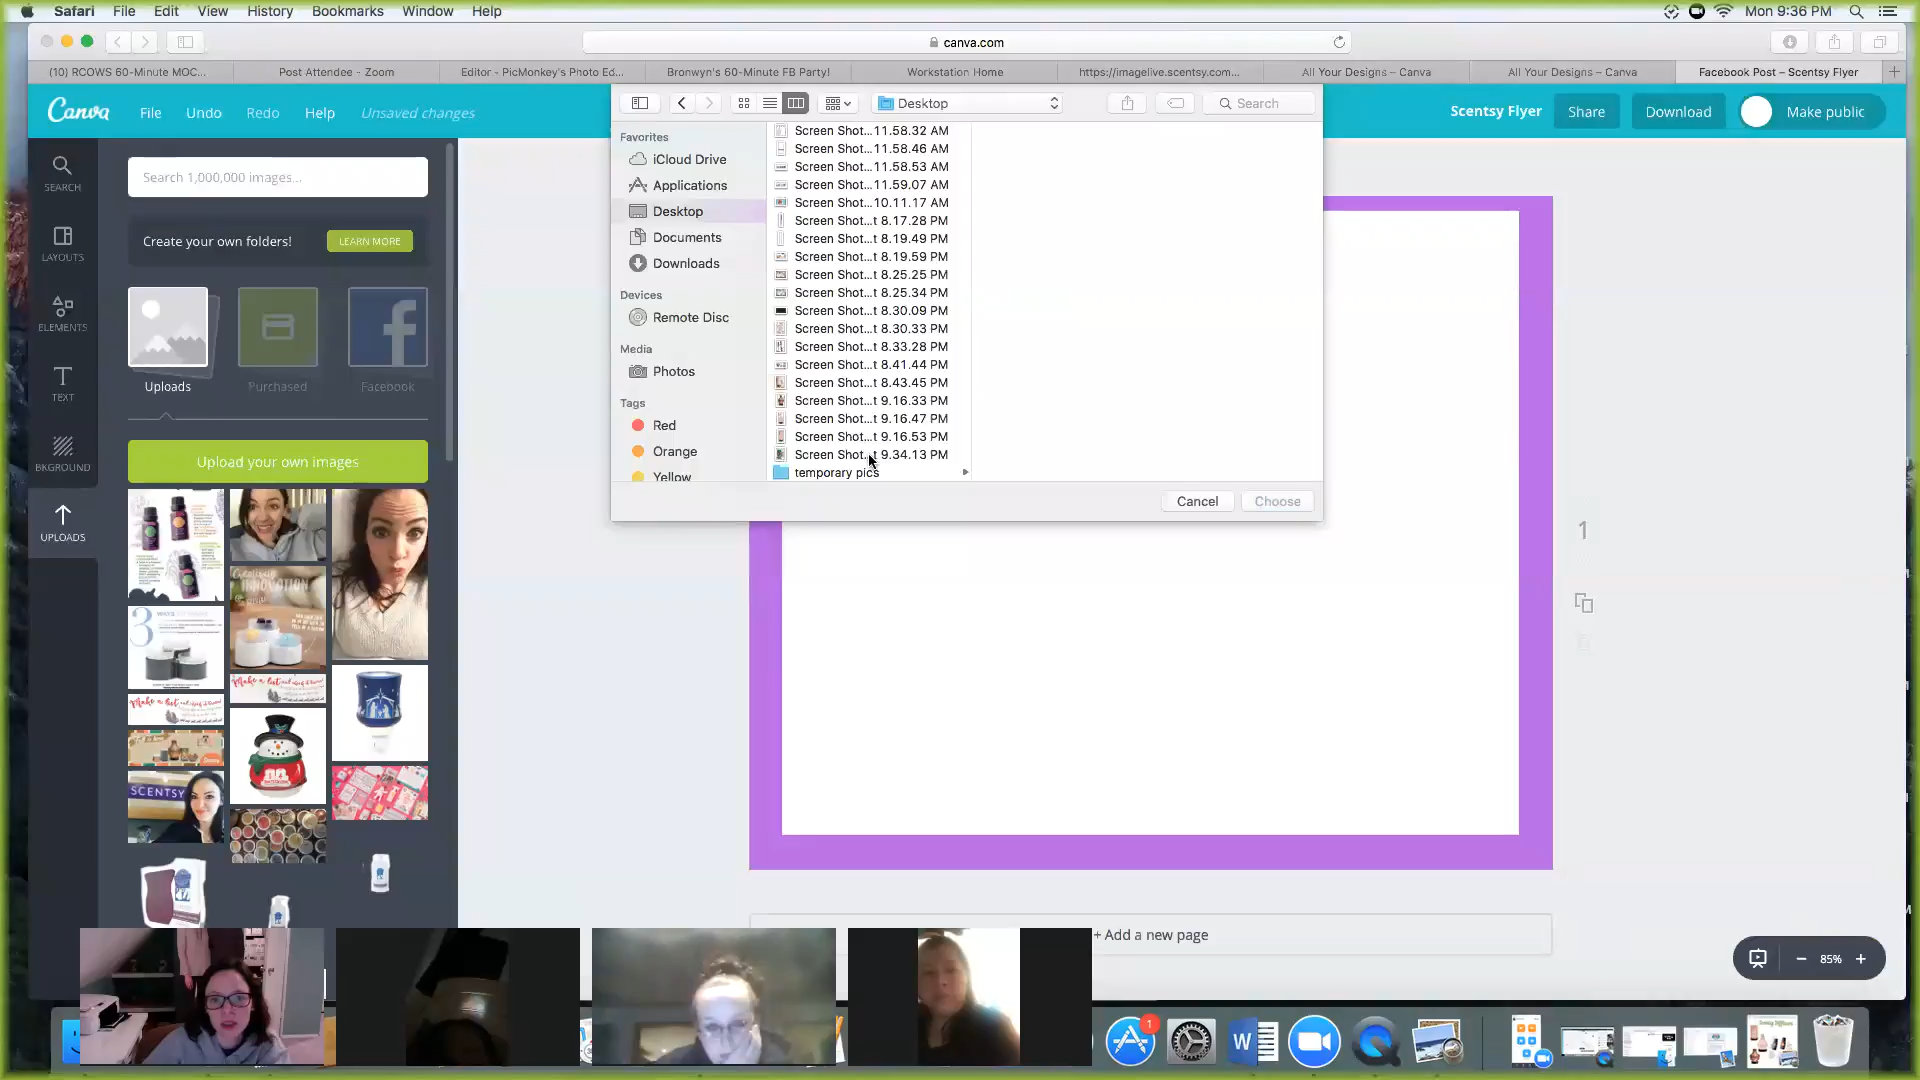 Safari File Edit View History Bookmarks Window Help
Mon 9:36 PM
canva.com
(10) RCOWS 60-Minute MOC...
Post Attendee - Zoom
Editor - PicMonkey's Photo Ed...
Bronwyn's 60-Minute FB Party!
Workstation Home
https://imagelive.scentsy.com...
All Your Designs – Canva
All Your Designs – Canva
Facebook Post – Scentsy Flyer
Canva File Undo Redo Help Unsaved changes
Scentsy Flyer Share Download Make public
Desktop
Search
SEARCH
LAYOUTS
ELEMENTS
TEXT
BKGROUND
UPLOADS
Search 1,000,000 images...
Create your own folders! LEARN MORE
Uploads Purchased Facebook
Upload your own images
3
Make a list
Make a list
SCENTSY
Favorites
iCloud Drive
Applications
Desktop
Documents
Downloads
Devices
Remote Disc
Media
Photos
Tags
Red
Orange
Yellow
Screen Shot...11.58.32 AM
Screen Shot...11.58.46 AM
Screen Shot...11.58.53 AM
Screen Shot...11.59.07 AM
Screen Shot...10.11.17 AM
Screen Shot...t 8.17.28 PM
Screen Shot...t 8.19.49 PM
Screen Shot...t 8.19.59 PM
Screen Shot...t 8.25.25 PM
Screen Shot...t 8.25.34 PM
Screen Shot...t 8.30.09 PM
Screen Shot...t 8.30.33 PM
Screen Shot...t 8.33.28 PM
Screen Shot...t 8.41.44 PM
Screen Shot...t 8.43.45 PM
Screen Shot...t 9.16.33 PM
Screen Shot...t 9.16.47 PM
Screen Shot...t 9.16.53 PM
Screen Shot...t 9.34.13 PM
temporary pics
Cancel Choose
1
+ Add a new page
85%
1
W